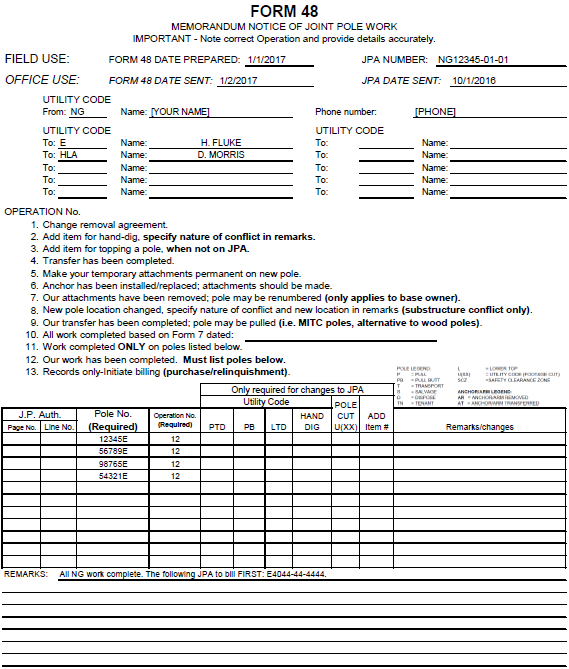 FORM 48
MEMORANDUM NOTICE OF JOINT POLE WORK
IMPORTANT - Note correct Operation and provide details accurately.
FIELD USE: FORM 48 DATE PREPARED: 1/1/2017 JPA NUMBER: NG12345-01-01
OFFICE USE: FORM 48 DATE SENT: 1/2/2017 JPA DATE SENT: 10/1/2016
UTILITY CODE
From: NG Name: [YOUR NAME] Phone number: [PHONE]
UTILITY CODE UTILITY CODE
To: E Name: H. FLUKE To: Name:
To: HLA Name: D. MORRIS To: Name:
To: Name: To: Name:
To: Name: To: Name:
To: Name: To: Name:
OPERATION No.
1. Change removal agreement.
2. Add item for hand-dig, specify nature of conflict in remarks.
3. Add item for topping a pole, when not on JPA.
4. Transfer has been completed.
5. Make your temporary attachments permanent on new pole.
6. Anchor has been installed/replaced; attachments should be made.
7. Our attachments have been removed; pole may be renumbered (only applies to base owner).
8. New pole location changed, specify nature of conflict and new location in remarks (substructure conflict only).
9. Our transfer has been completed; pole may be pulled (i.e. MITC poles, alternative to wood poles).
10. All work completed based on Form 7 dated:
11. Work completed ONLY on poles listed below.
12. Our work has been completed. Must list poles below.
13. Records only-Initiate billing (purchase/relinquishment).
POLE LEGEND: L = LOWER TOP
P = PULL U(XX) = UTILITY CODE (FOOTAGE CUT)
PB = PULL BUTT SCZ =SAFETY CLEARANCE ZONE
T = TRANSPORT
S = SALVAGE ANCHOR/ARM LEGEND:
D = DISPOSE AR = ANCHOR/ARM REMOVED
TN = TENANT AT = ANCHOR/ARM TRANSFERRED
Only required for changes to JPA
Utility Code
J.P. Auth. Pole No. (Required) Operation No. (Required) PTD PB LTD HAND DIG POLE CUT U(XX) ADD Item # Remarks/changes
Page No. Line No.
12345E 12
56789E 12
98765E 12
54321E 12
REMARKS: All NG work complete. The following JPA to bill FIRST: E4044-44-4444.